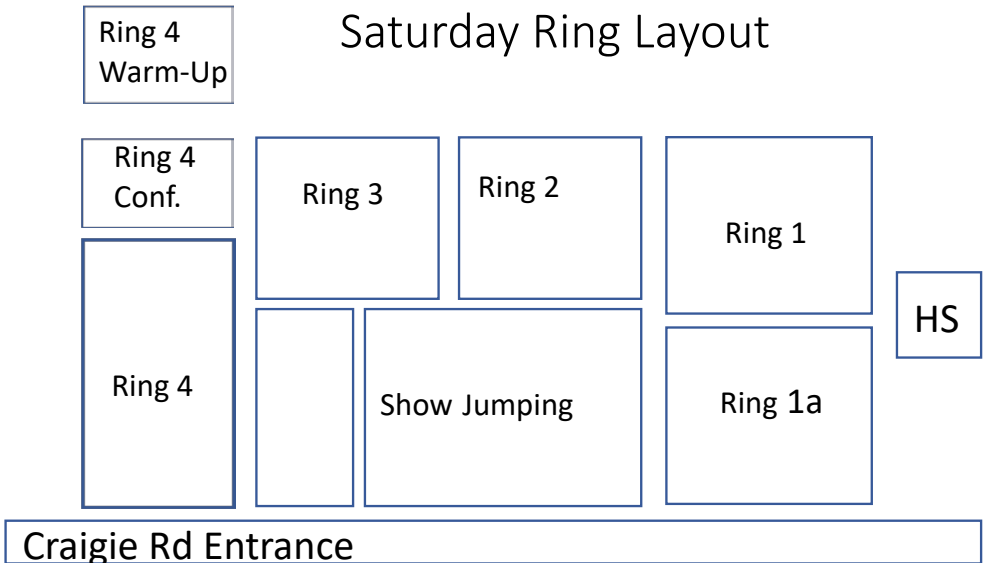 Saturday Ring Layout
Ring 4
Warm-Up
Ring 4
Conf.
Ring 3
Ring 2
Ring 1
HS
Ring 4
Show Jumping
Ring 1a
Craigie Rd Entrance